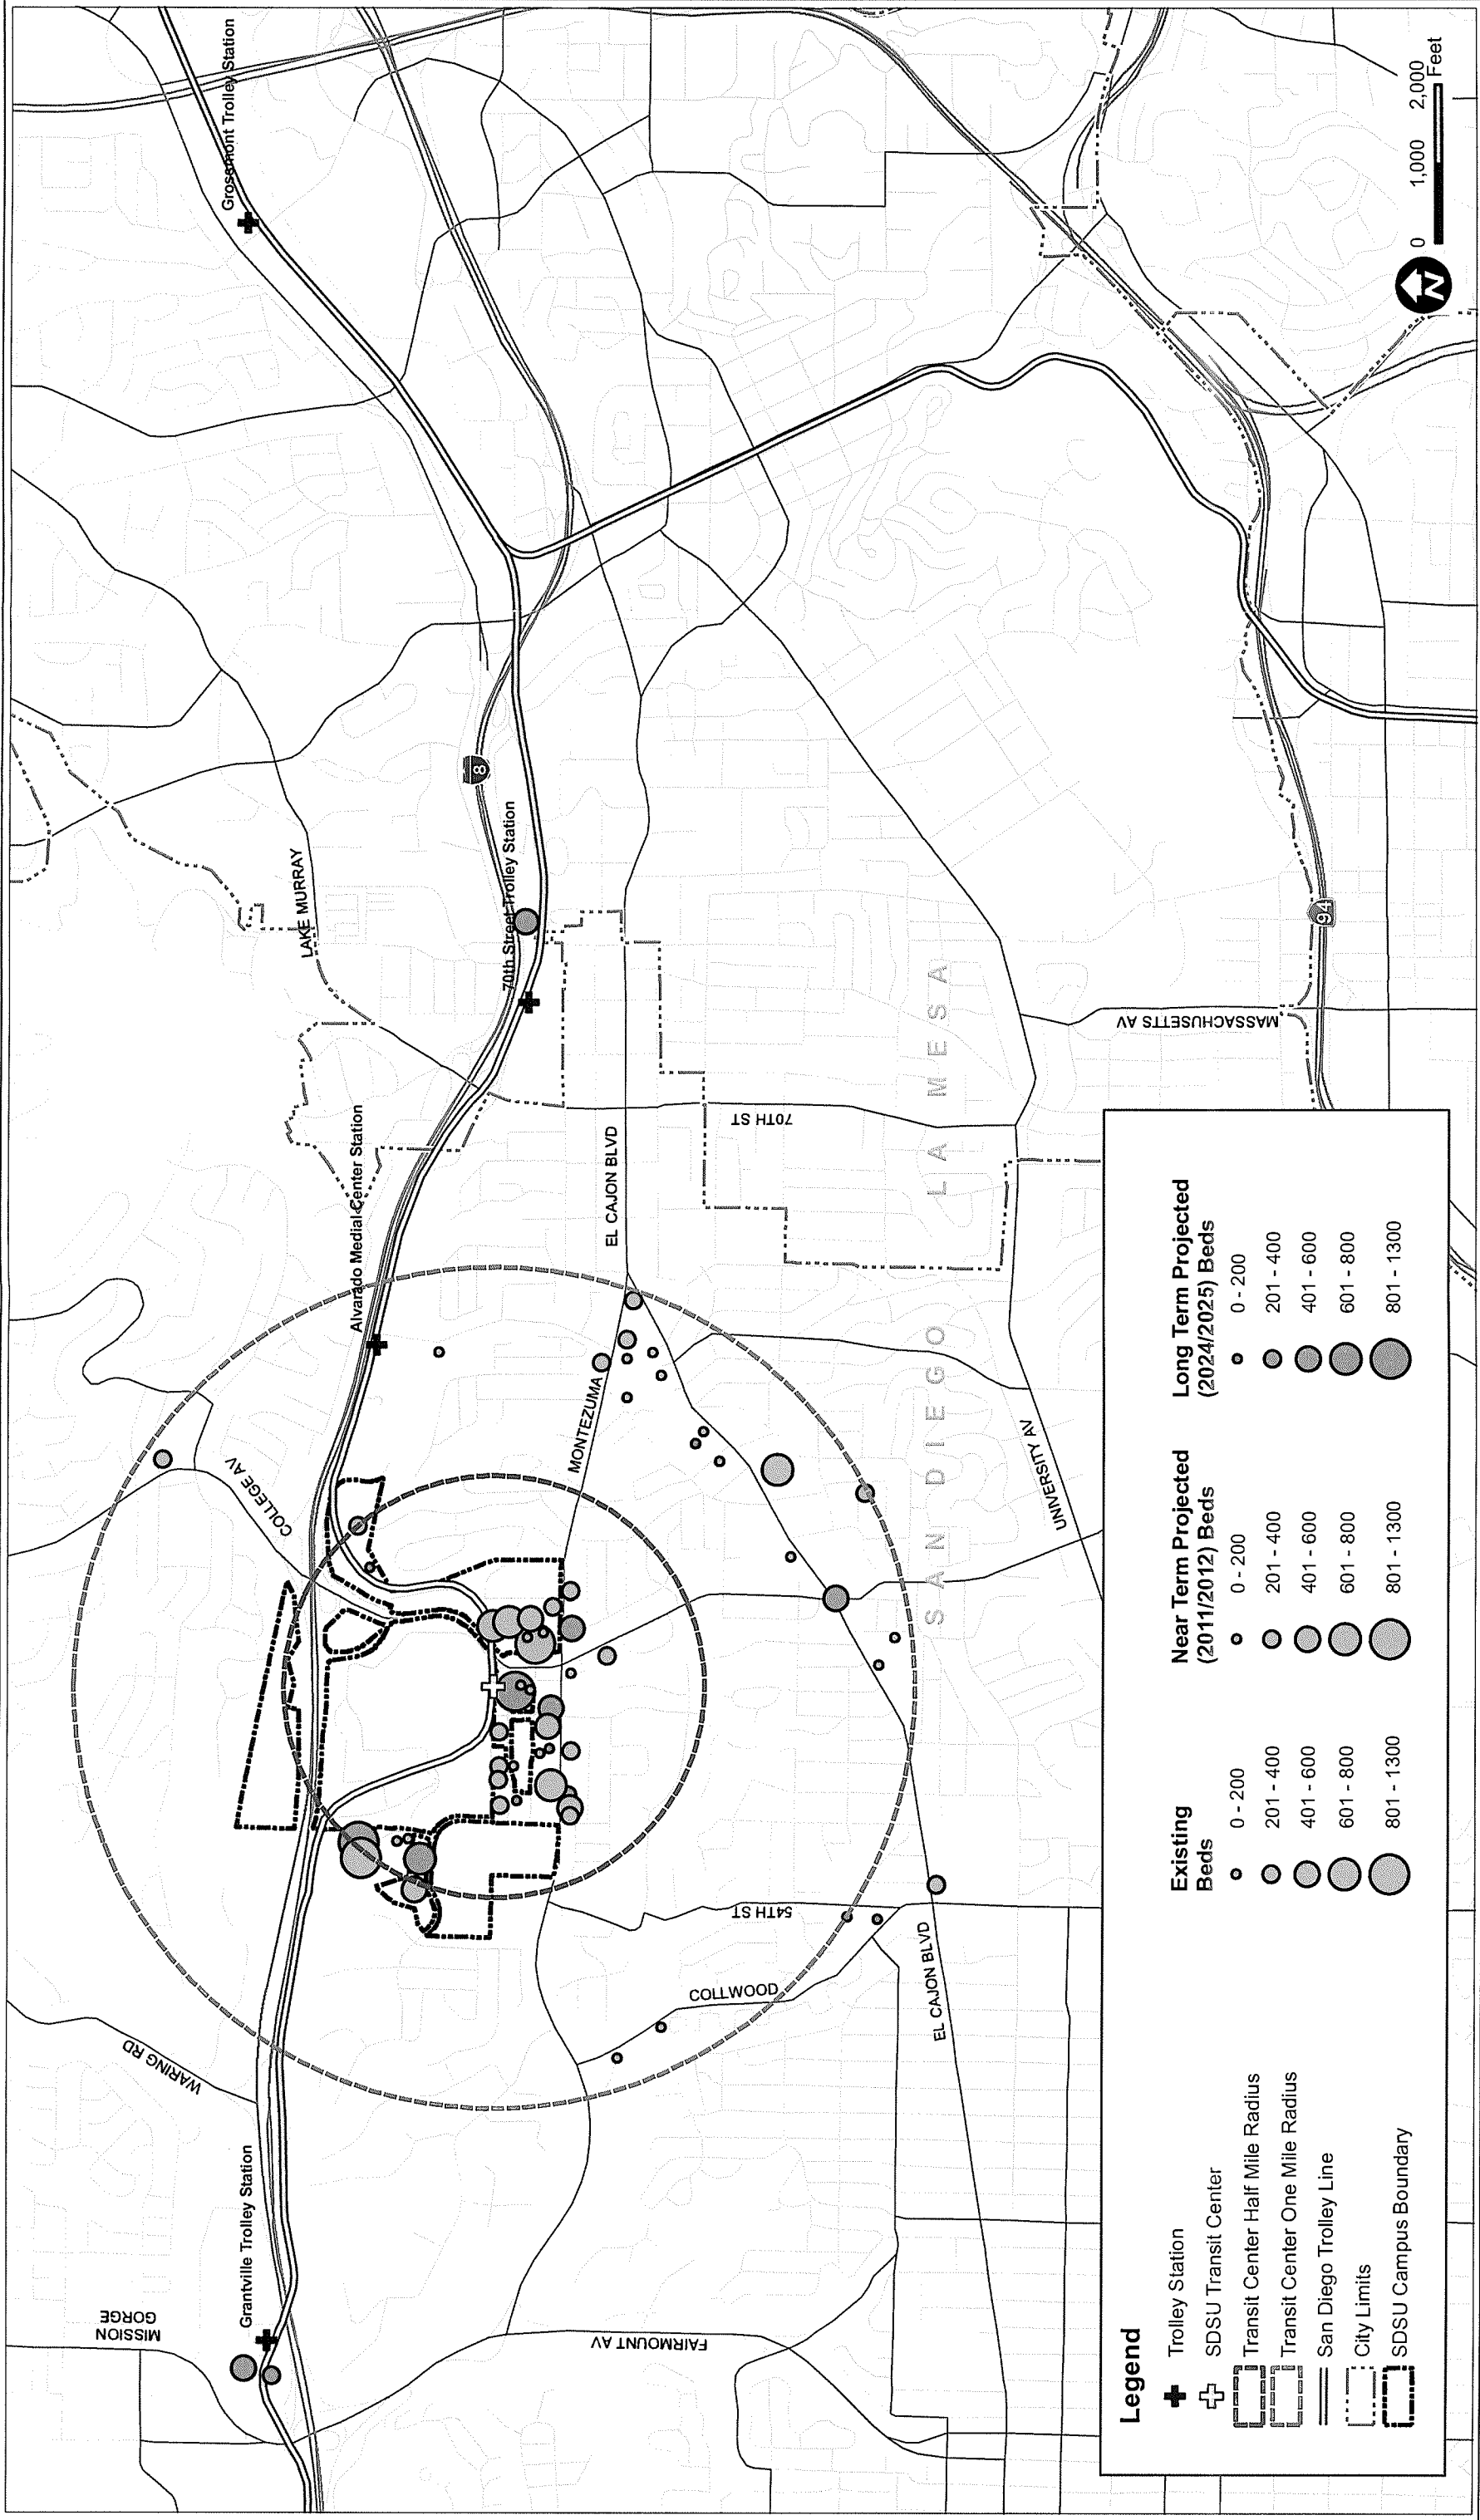 MISSION
GORGE
Grantville Trolley Station
WARING RD
FAIRMOUNT AV
COLLWOOD
54TH ST
EL CAJON BLVD
COLLEGE AV
MONTEZUMA
Alvarado Medial Center Station
EL CAJON BLVD
70TH ST
UNIVERSITY AV
SAN DIEGO
LA MESA
LAKE MURRAY
70th Street Trolley Station
8
Grossmont Trolley Station
MASSACHUSETTS AV
94
Legend
Trolley Station
SDSU Transit Center
Transit Center Half Mile Radius
Transit Center One Mile Radius
San Diego Trolley Line
City Limits
SDSU Campus Boundary
Existing
Beds
0 - 200
201 - 400
401 - 600
601 - 800
801 - 1300
Near Term Projected
(2011/2012) Beds
0 - 200
201 - 400
401 - 600
601 - 800
801 - 1300
Long Term Projected
(2024/2025) Beds
0 - 200
201 - 400
401 - 600
601 - 800
801 - 1300
N
0 1,000 2,000
Feet